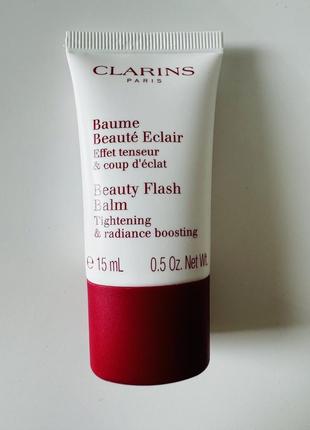 CLARINS
PARIS
Baume
Beauté Eclair
Effet tenseur
& coup d'éclat
Beauty Flash
Balm
Tightening
& radiance boosting
℮ 15 mL 0.5 Oz. Net Wt.